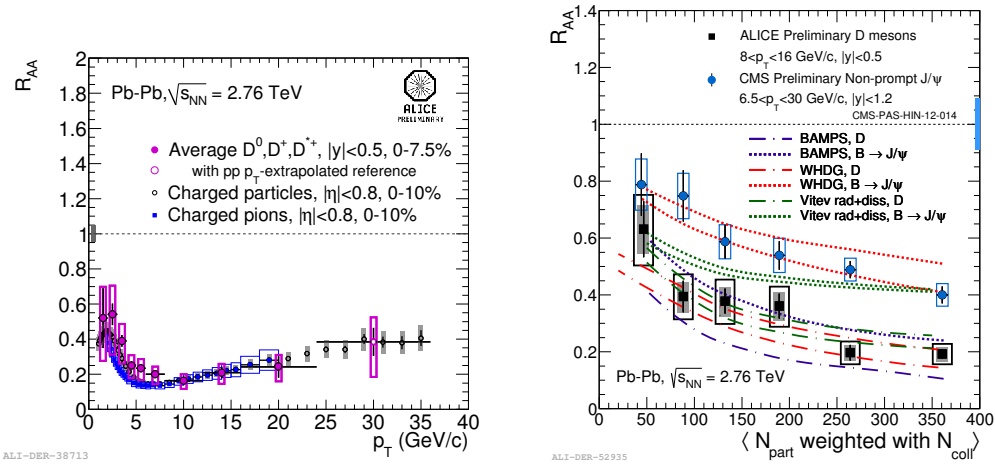 R_AA
2
1.8
1.6
1.4
1.2
1
0.8
0.6
0.4
0.2
0
Pb-Pb, √s_NN = 2.76 TeV
ALICE
PRELIMINARY
Average D⁰,D⁺,D*⁺, |y|<0.5, 0-7.5%
with pp p_T-extrapolated reference
Charged particles, |η|<0.8, 0-10%
Charged pions, |η|<0.8, 0-10%
0 5 10 15 20 25 30 35 40
p_T (GeV/c)
ALI-DER-38713
R_AA
1.4
1.2
1
0.8
0.6
0.4
0.2
0
ALICE Preliminary D mesons
8<p_T<16 GeV/c, |y|<0.5
CMS Preliminary Non-prompt J/ψ
6.5<p_T<30 GeV/c, |y|<1.2
CMS-PAS-HIN-12-014
BAMPS, D
BAMPS, B → J/ψ
WHDG, D
WHDG, B → J/ψ
Vitev rad+diss, D
Vitev rad+diss, B → J/ψ
Pb-Pb, √s_NN = 2.76 TeV
0 50 100 150 200 250 300 350 400
⟨ N_part weighted with N_coll ⟩
ALI-DER-52935